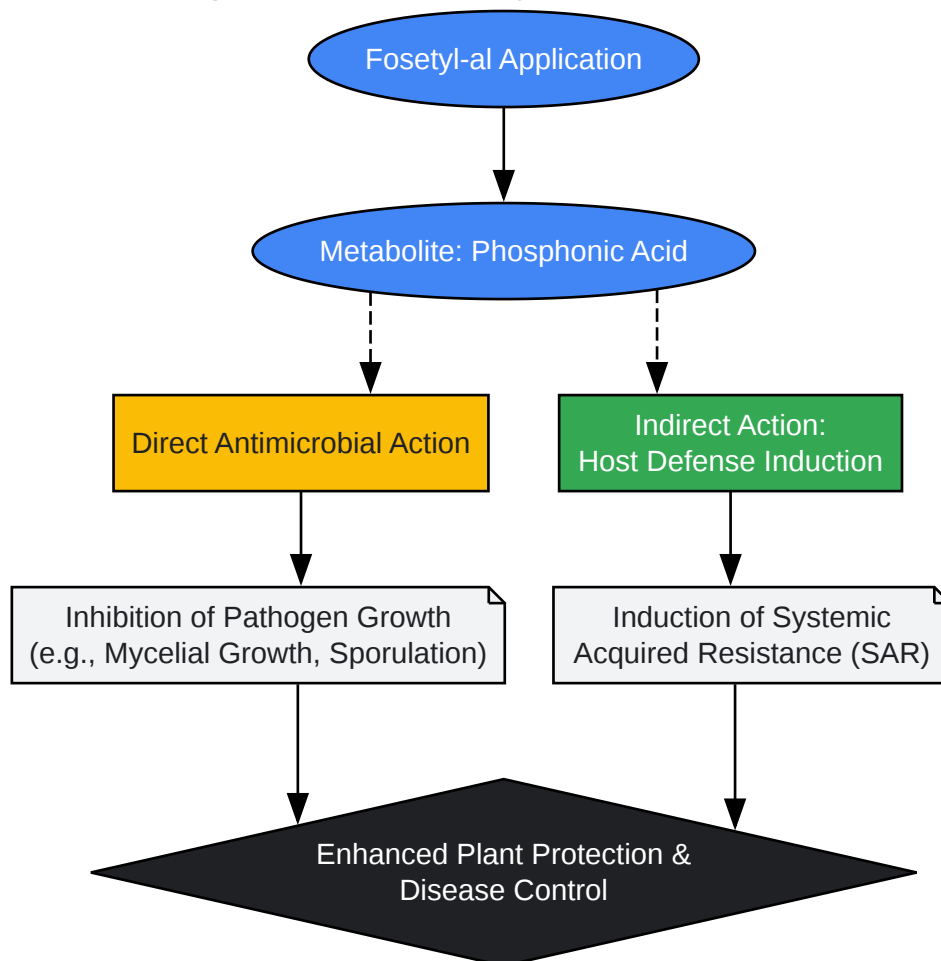 Fosetyl-al Application
Metabolite: Phosphonic Acid
Direct Antimicrobial Action
Indirect Action:
Host Defense Induction
Inhibition of Pathogen Growth
(e.g., Mycelial Growth, Sporulation)
Induction of Systemic
Acquired Resistance (SAR)
Enhanced Plant Protection &
Disease Control